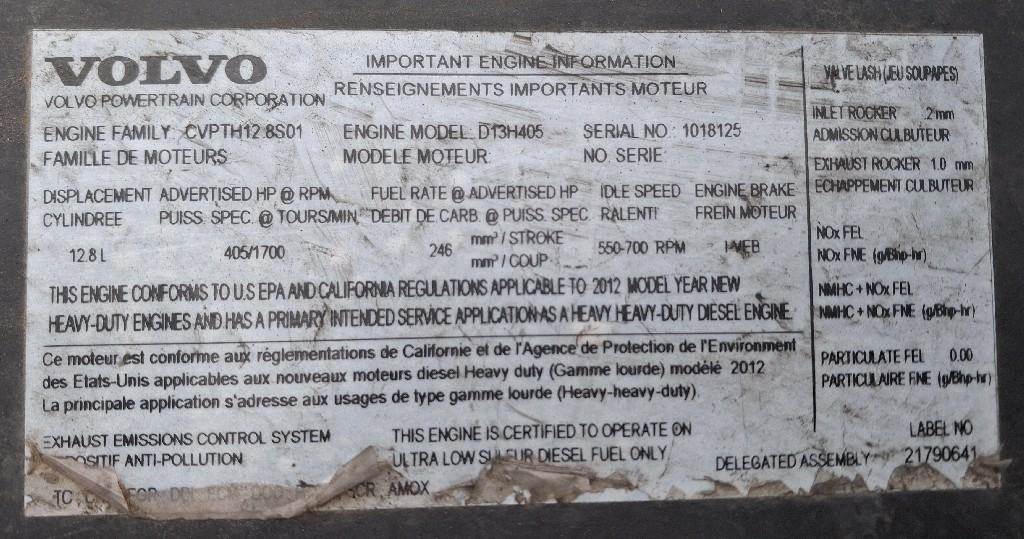 VOLVO
VOLVO POWERTRAIN CORPORATION
IMPORTANT ENGINE INFORMATION
RENSEIGNEMENTS IMPORTANTS MOTEUR
ENGINE FAMILY CVPTH12.8S01 ENGINE MODEL D13H405 SERIAL NO 1018125
FAMILLE DE MOTEURS MODELE MOTEUR NO. SERIE
DISPLACEMENT ADVERTISED HP @ RPM FUEL RATE @ ADVERTISED HP IDLE SPEED ENGINE BRAKE
CYLINDREE PUISS. SPEC. @ TOURS/MIN. DEBIT DE CARB. @ PUISS. SPEC RALENTI FREIN MOTEUR
12.8 L 405/1700 246 mm³ / STROKE 550-700 RPM I-VEB
mm³ / COUP
THIS ENGINE CONFORMS TO U.S EPA AND CALIFORNIA REGULATIONS APPLICABLE TO 2012 MODEL YEAR NEW
HEAVY-DUTY ENGINES AND HAS A PRIMARY INTENDED SERVICE APPLICATION AS A HEAVY HEAVY-DUTY DIESEL ENGINE
Ce moteur est conforme aux règlementations de Californie et de l'Agence de Protection de l'Environment
des Etats-Unis applicables aux nouveaux moteurs diesel Heavy duty (Gamme lourde) modèlé 2012
La principale application s'adresse aux usages de type gamme lourde (Heavy-heavy-duty)
EXHAUST EMISSIONS CONTROL SYSTEM THIS ENGINE IS CERTIFIED TO OPERATE ON
ANTI-POLLUTION ULTRA LOW SULFUR DIESEL FUEL ONLY DELEGATED ASSEMBLY
TC SCR AMOX
VALVE LASH (JEU SOUPAPES)
INLET ROCKER .2 mm
ADMISSION CULBUTEUR
EXHAUST ROCKER 1.0 mm
ECHAPPEMENT CULBUTEUR
NOx FEL
NOx FNE (g/Bhp-hr)
NMHC + NOx FEL
NMHC + NOx FNE (g/Bhp-hr)
PARTICULATE FEL 0.00
PARTICULAIRE FNE (g/Bhp-hr)
LABEL NO
21790641